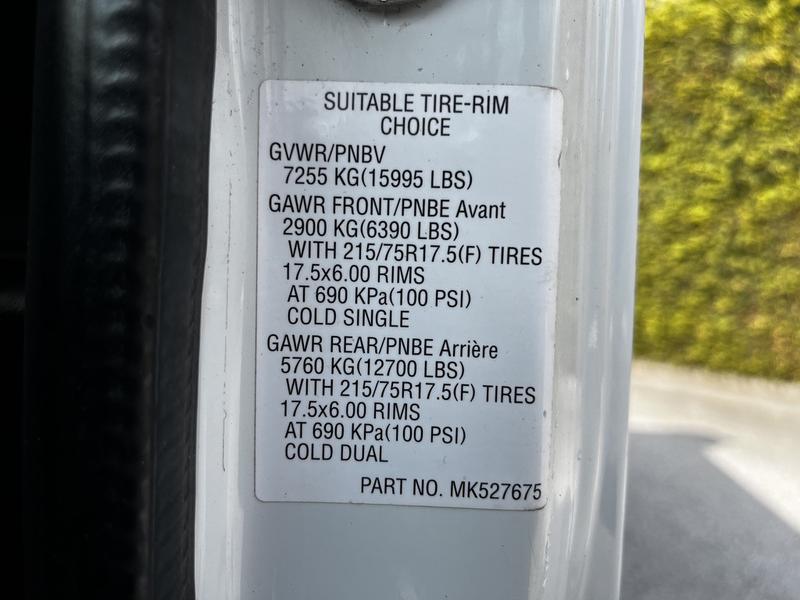 SUITABLE TIRE-RIM
CHOICE
GVWR/PNBV
7255 KG(15995 LBS)
GAWR FRONT/PNBE Avant
2900 KG(6390 LBS)
WITH 215/75R17.5(F) TIRES
17.5x6.00 RIMS
AT 690 KPa(100 PSI)
COLD SINGLE
GAWR REAR/PNBE Arrière
5760 KG(12700 LBS)
WITH 215/75R17.5(F) TIRES
17.5x6.00 RIMS
AT 690 KPa(100 PSI)
COLD DUAL
PART NO. MK527675